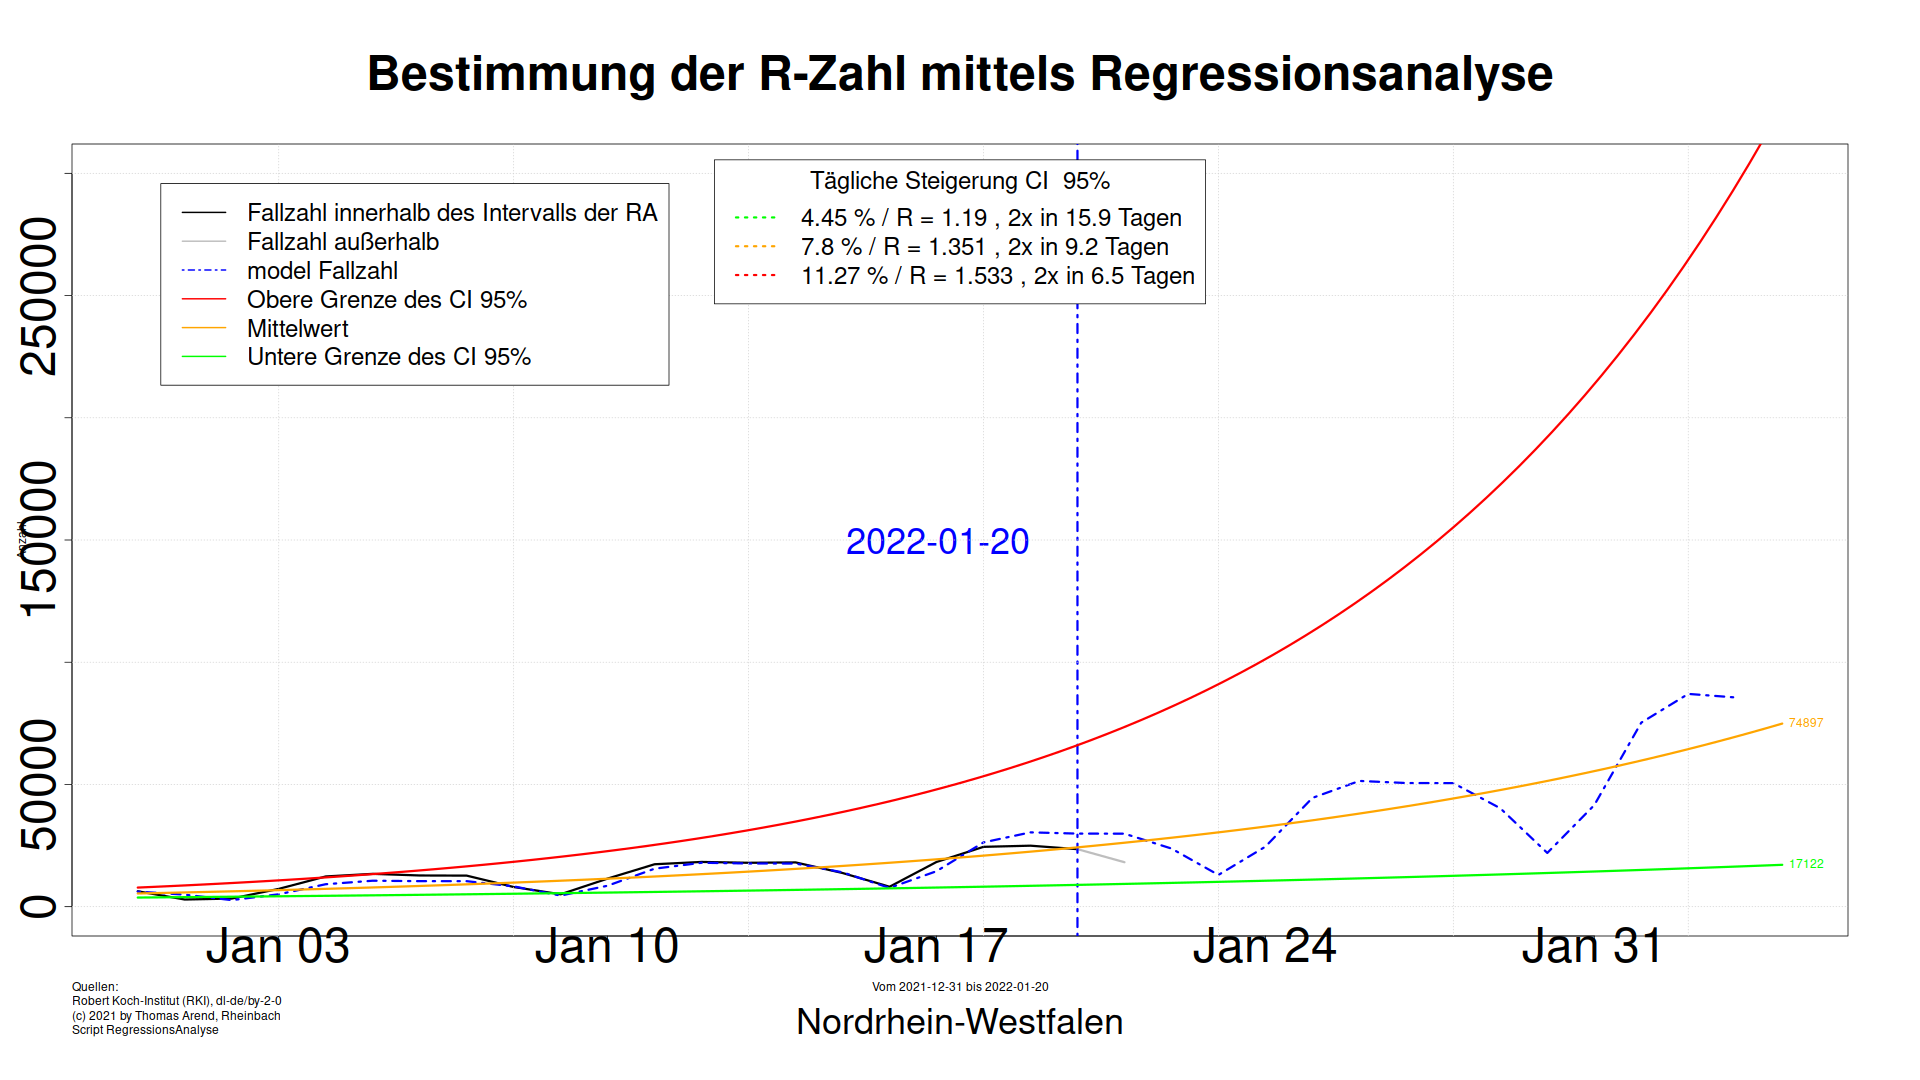 Bestimmung der R-Zahl mittels Regressionsanalyse
Fallzahl innerhalb des Intervalls der RA
Fallzahl außerhalb
model Fallzahl
Obere Grenze des CI 95%
Mittelwert
Untere Grenze des CI 95%
Tägliche Steigerung CI  95%
4.45 % / R = 1.19 , 2x in 15.9 Tagen
7.8 % / R = 1.351 , 2x in 9.2 Tagen
11.27 % / R = 1.533 , 2x in 6.5 Tagen
250000
150000
50000
0
Anzahl
2022-01-20
74897
17122
Jan 03
Jan 10
Jan 17
Jan 24
Jan 31
Quellen:
Robert Koch-Institut (RKI), dl-de/by-2-0
(c) 2021 by Thomas Arend, Rheinbach
Script RegressionsAnalyse
Vom 2021-12-31 bis 2022-01-20
Nordrhein-Westfalen